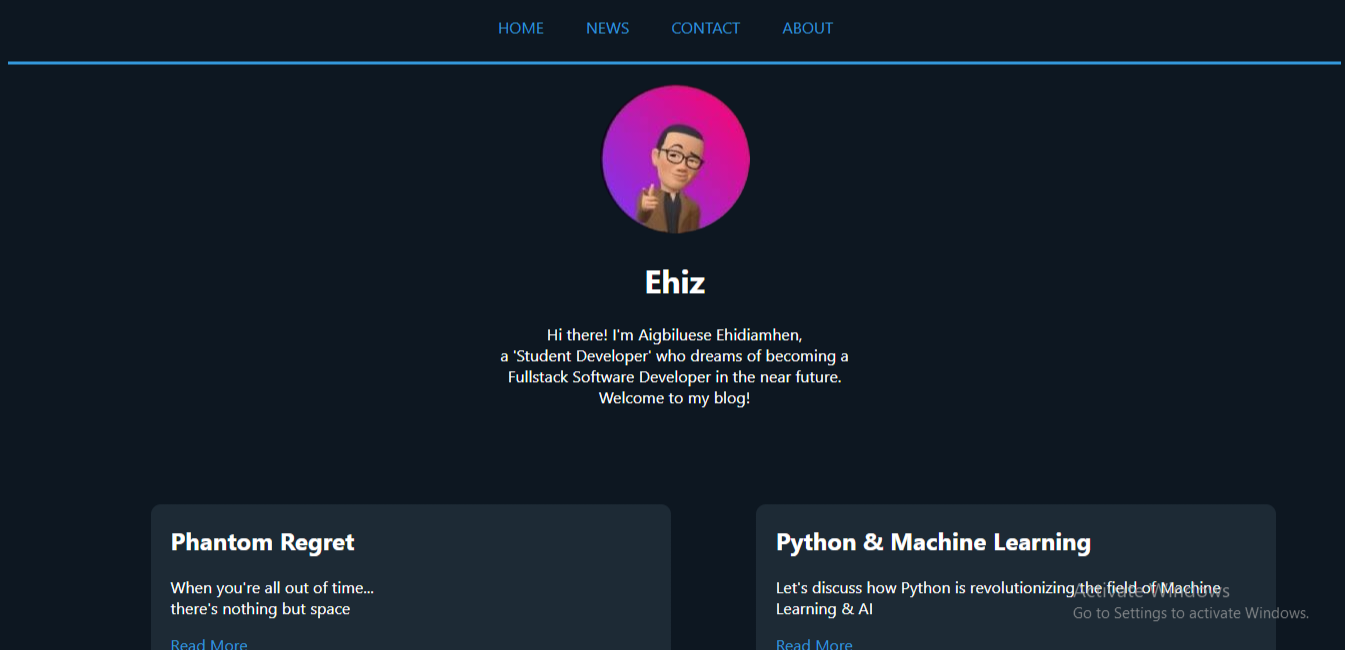 HOME NEWS CONTACT ABOUT
Ehiz
Hi there! I'm Aigbiluese Ehidiamhen,
a 'Student Developer' who dreams of becoming a
Fullstack Software Developer in the near future.
Welcome to my blog!
Phantom Regret
When you're all out of time...
there's nothing but space
Read More
Python & Machine Learning
Let's discuss how Python is revolutionizing the field of Machine
Learning & AI
Read More
Activate Windows
Go to Settings to activate Windows.